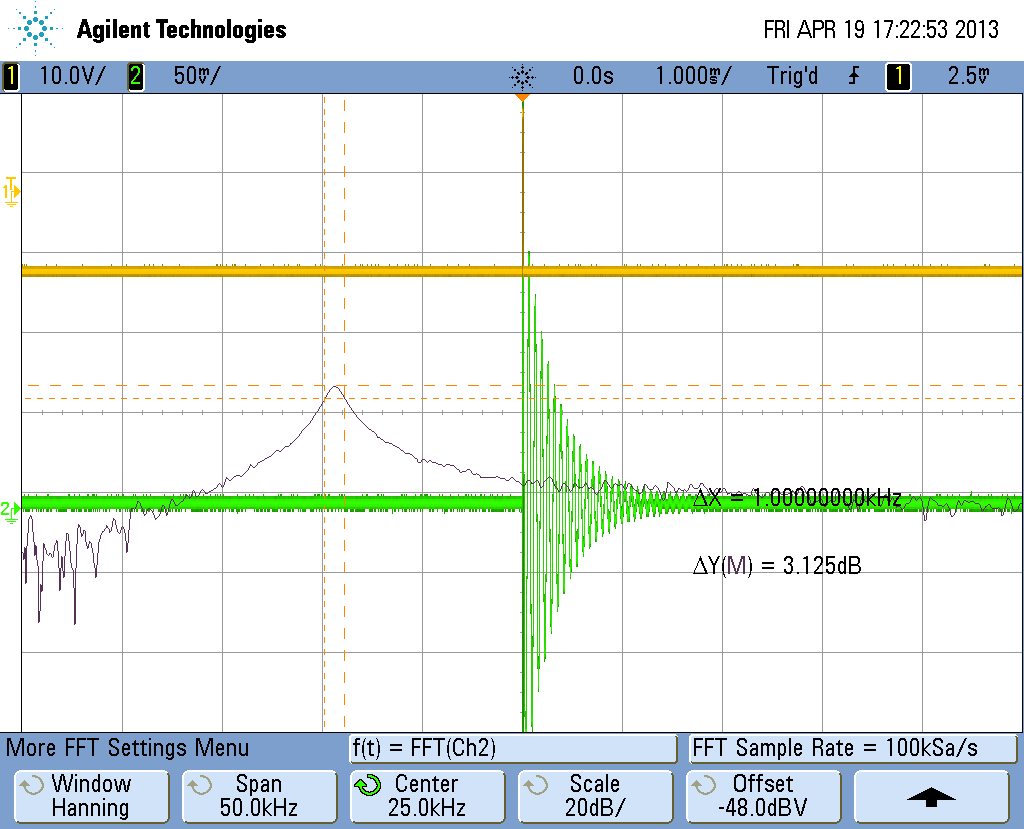 Agilent Technologies
FRI APR 19 17:22:53 2013
1 10.0V/ 2 50mV/ 0.0s 1.000ms/ Trig'd 1 2.5mV
T
1
2
ΔX = 1.00000000kHz
ΔY(M) = 3.125dB
More FFT Settings Menu
f(t) = FFT(Ch2)
FFT Sample Rate = 100kSa/s
Window
Hanning
Span
50.0kHz
Center
25.0kHz
Scale
20dB/
Offset
-48.0dBV